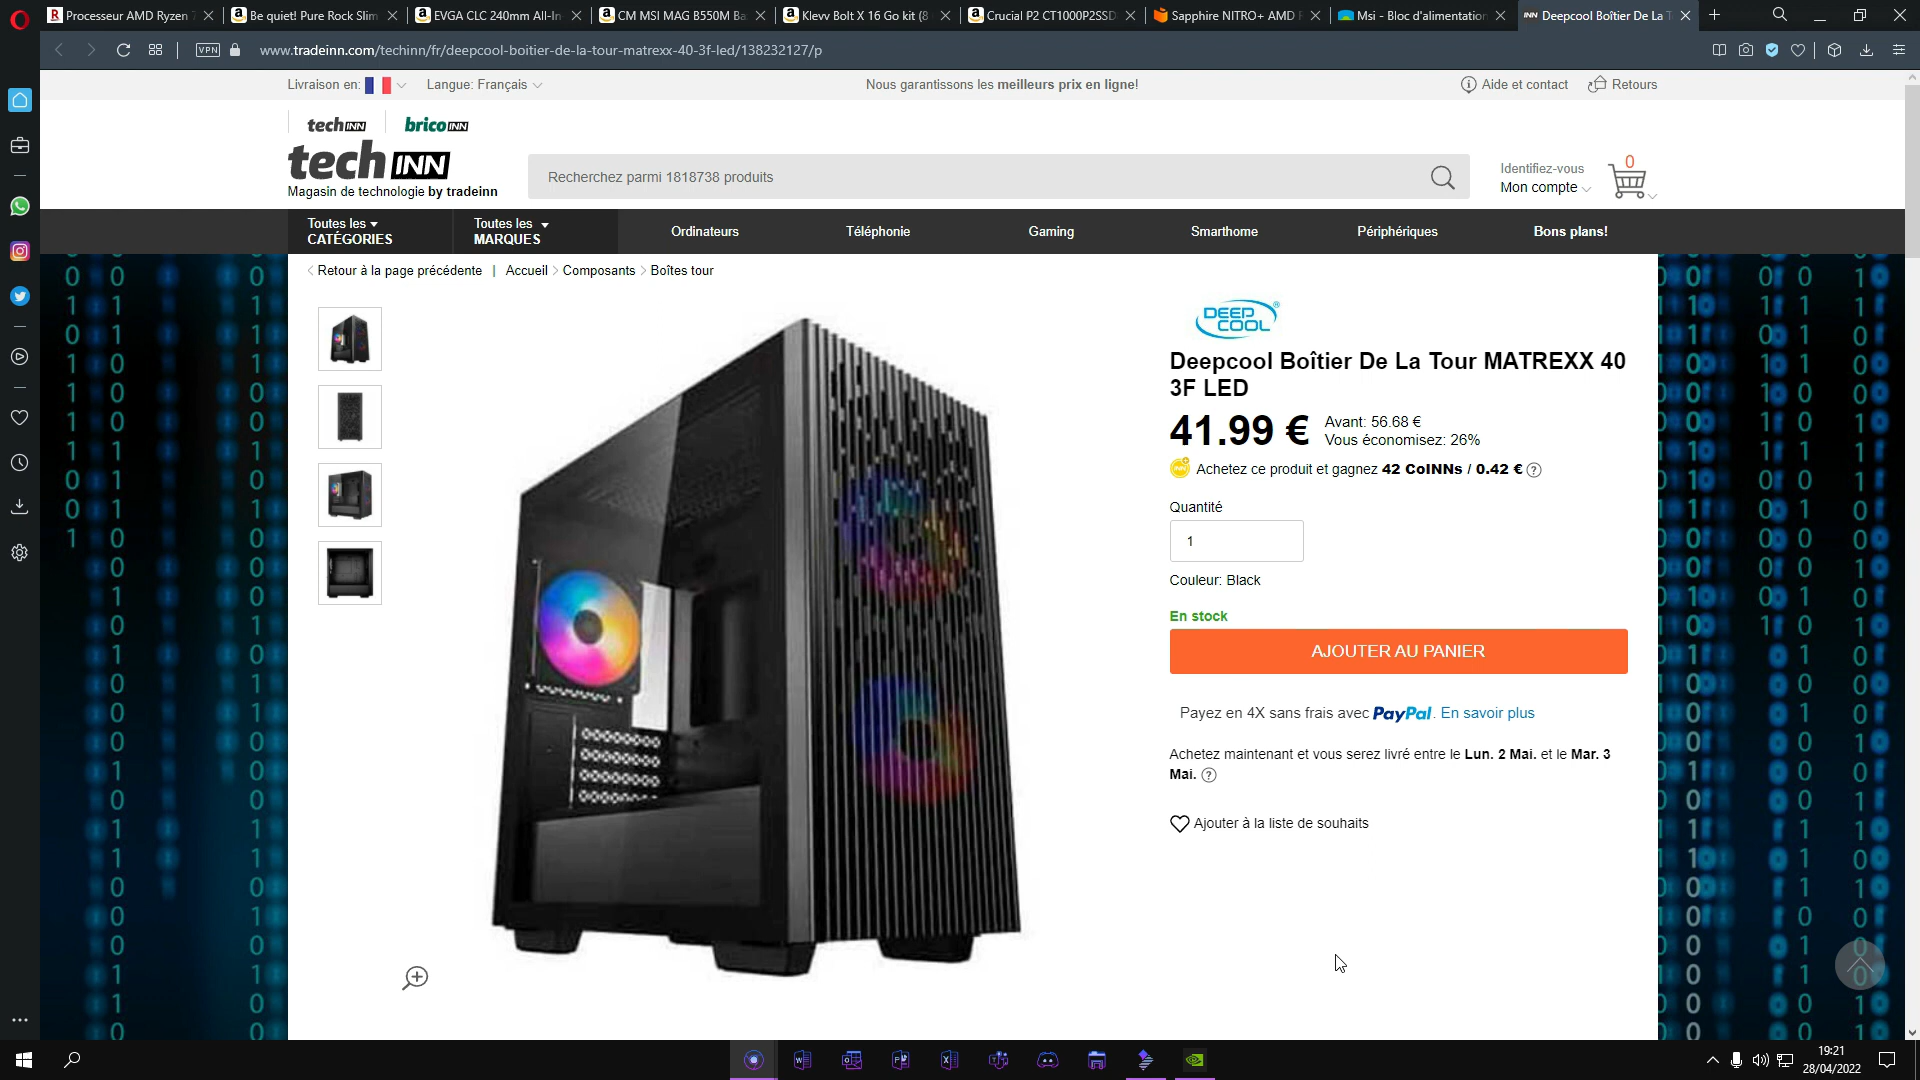 Processeur AMD Ryzen 7
Be quiet! Pure Rock Slim
EVGA CLC 240mm All-In
CM MSI MAG B550M Ba
Klevv Bolt X 16 Go kit (8
Crucial P2 CT1000P2SSD
Sapphire NITRO+ AMD R
Msi - Bloc d'alimentation
INN Deepcool Boîtier De La T
VPN
www.tradeinn.com/techinn/fr/deepcool-boitier-de-la-tour-matrexx-40-3f-led/138232127/p
Livraison en:
Langue: Français
Nous garantissons les meilleurs prix en ligne!
Aide et contact
Retours
tech INN
brico INN
tech INN
Magasin de technologie by tradeinn
Recherchez parmi 1818738 produits
Identifiez-vous
Mon compte
0
Toutes les
CATÉGORIES
Toutes les
MARQUES
Ordinateurs
Téléphonie
Gaming
Smarthome
Périphériques
Bons plans!
< Retour à la page précédente | Accueil > Composants > Boîtes tour
DEEP
COOL
Deepcool Boîtier De La Tour MATREXX 40
3F LED
41.99 €
Avant: 56.68 €
Vous économisez: 26%
Achetez ce produit et gagnez 42 CoINNs / 0.42 € ?
Quantité
1
Couleur: Black
En stock
AJOUTER AU PANIER
Payez en 4X sans frais avec PayPal. En savoir plus
Achetez maintenant et vous serez livré entre le Lun. 2 Mai. et le Mar. 3
Mai. ?
Ajouter à la liste de souhaits
19:21
28/04/2022